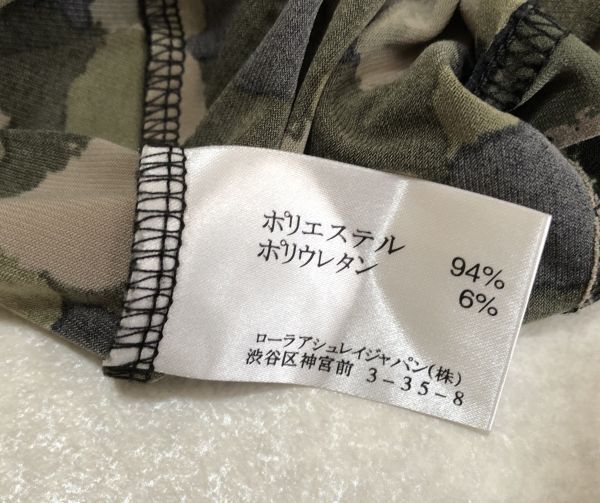 ポリエステル 94%
ポリウレタン 6%
ローラアシュレイジャパン(株)
渋谷区神宮前 3-35-8